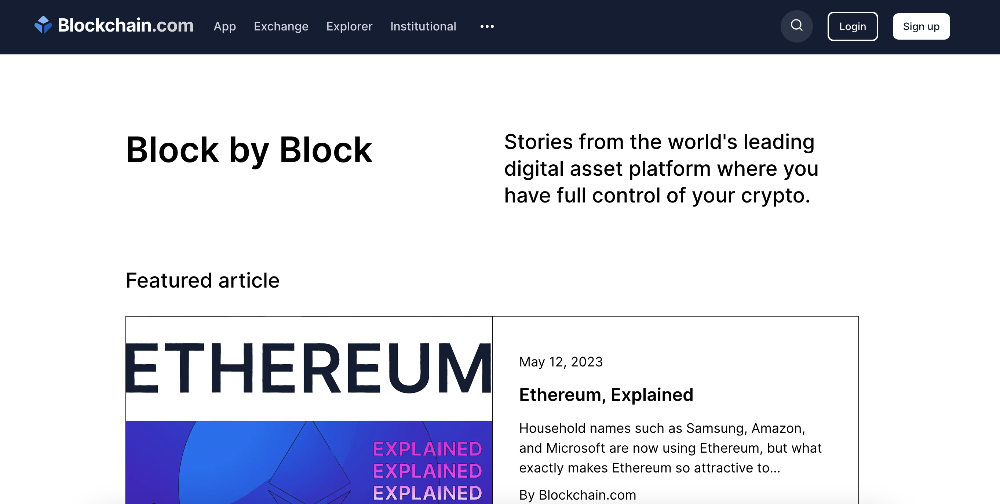 Blockchain.com
App
Exchange
Explorer
Institutional
Login
Sign up
Block by Block
Stories from the world's leading
digital asset platform where you
have full control of your crypto.
Featured article
ETHEREUM
EXPLAINED
EXPLAINED
EXPLAINED
May 12, 2023
Ethereum, Explained
Household names such as Samsung, Amazon,
and Microsoft are now using Ethereum, but what
exactly makes Ethereum so attractive to...
By Blockchain.com